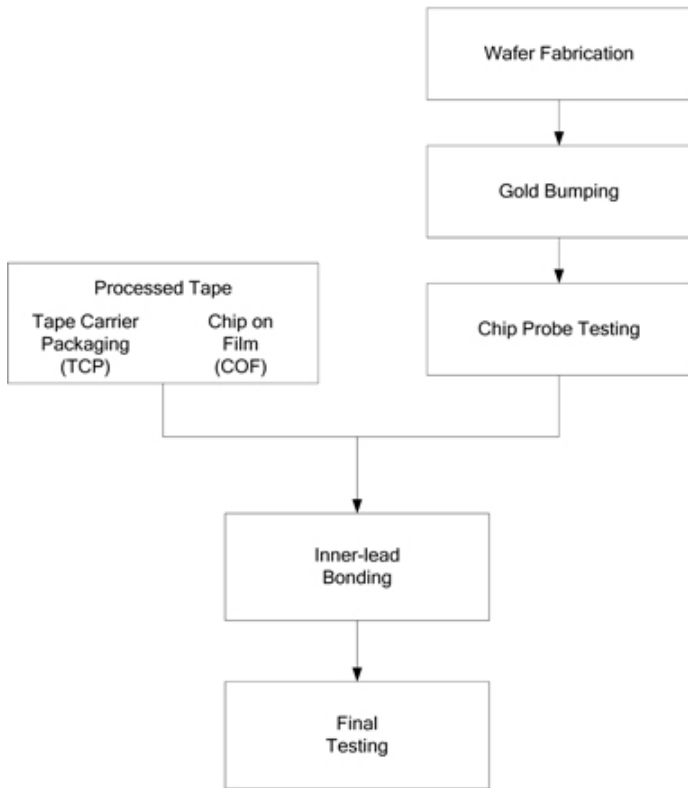 Wafer Fabrication
Gold Bumping
Chip Probe Testing
Processed Tape
Tape Carrier
Packaging
(TCP)
Chip on
Film
(COF)
Inner-lead
Bonding
Final
Testing